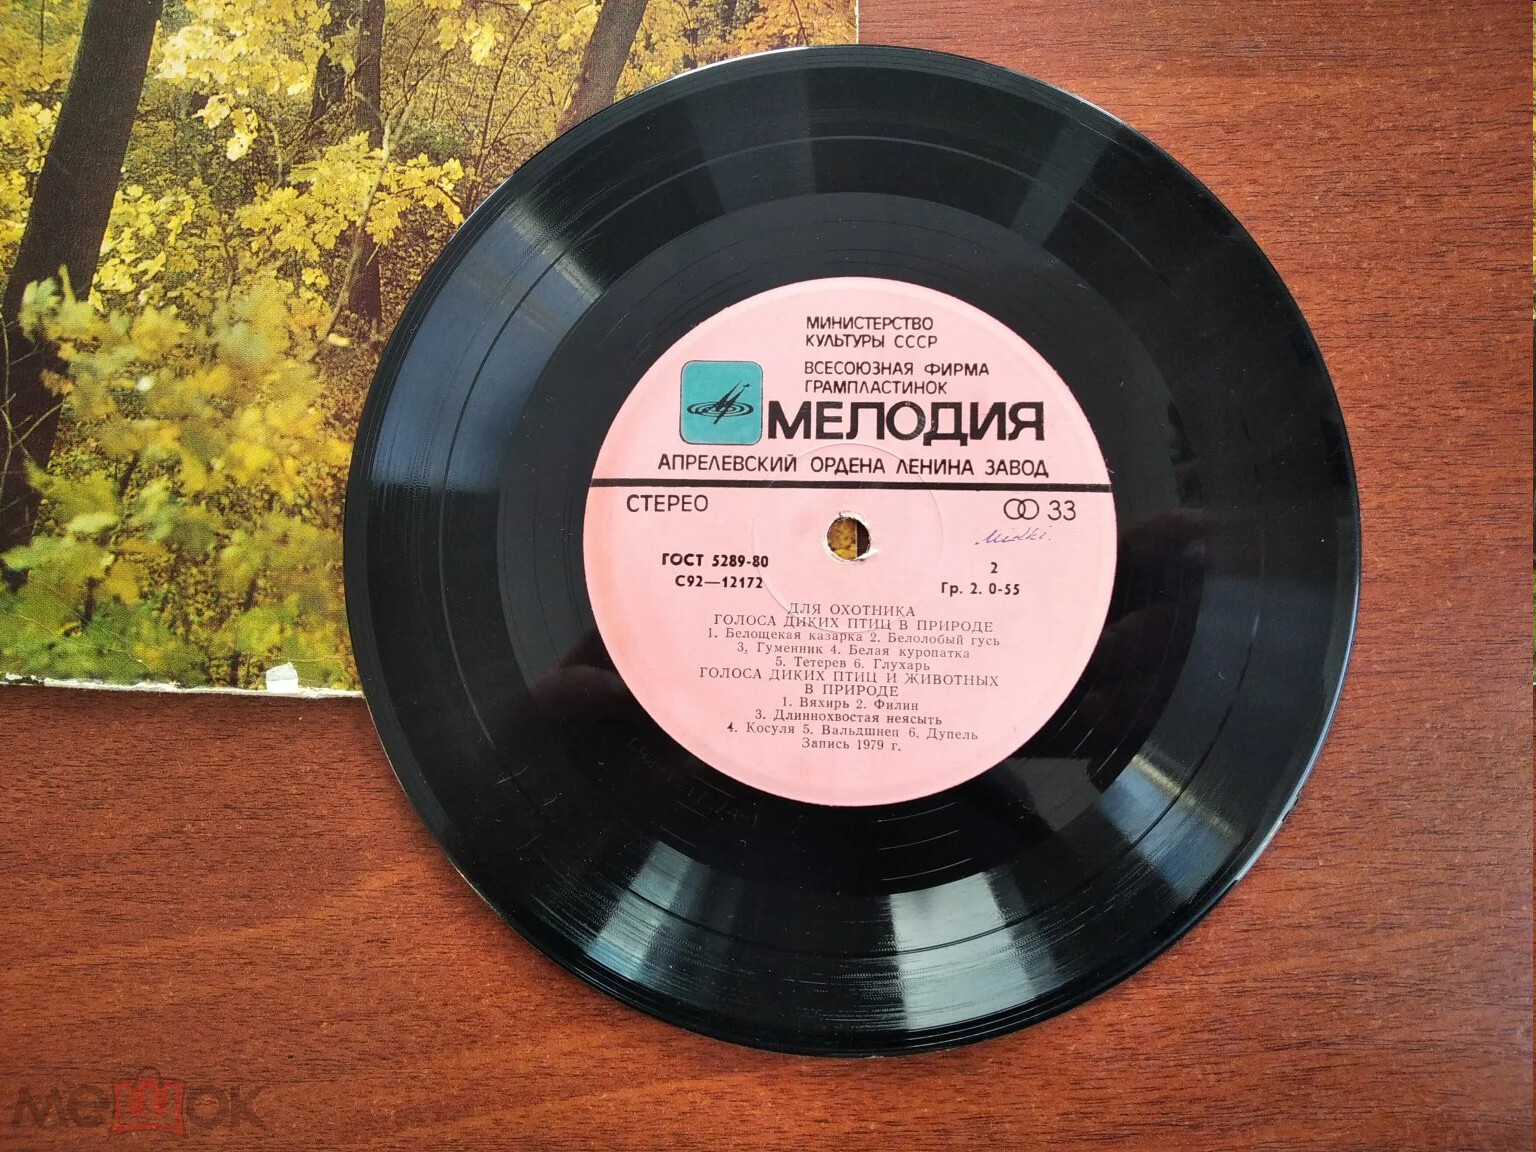 МИНИСТЕРСТВО
КУЛЬТУРЫ СССР
ВСЕСОЮЗНАЯ ФИРМА
ГРАМПЛАСТИНОК
МЕЛОДИЯ
АПРЕЛЕВСКИЙ ОРДЕНА ЛЕНИНА ЗАВОД
СТЕРЕО
33
ГОСТ 5289-80
С92—12172
2
Гр. 2. 0-55
ДЛЯ ОХОТНИКА
ГОЛОСА ДИКИХ ПТИЦ В ПРИРОДЕ
1. Белощекая казарка 2. Белолобый гусь
3. Гуменник 4. Белая куропатка
5. Тетерев 6. Глухарь
ГОЛОСА ДИКИХ ПТИЦ И ЖИВОТНЫХ
В ПРИРОДЕ
1. Вяхирь 2. Филин
3. Длиннохвостая неясыть
4. Косуля 5. Вальдшнеп 6. Дупель
Запись 1979 г.
мешок